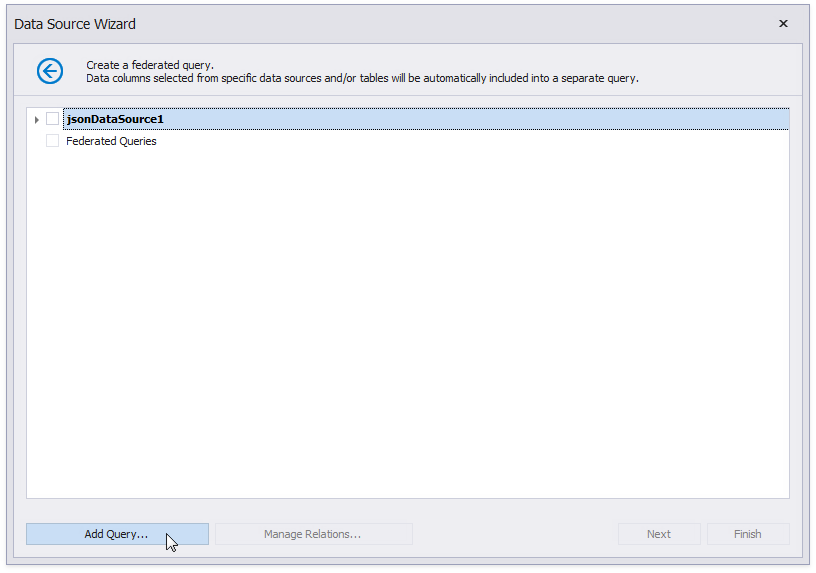 Data Source Wizard
Create a federated query.
Data columns selected from specific data sources and/or tables will be automatically included into a separate query.
jsonDataSource1
Federated Queries
Add Query...
Manage Relations...
Next
Finish